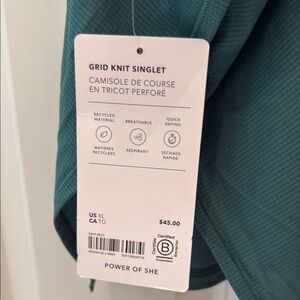 GRID KNIT SINGLET
CAMISOLE DE COURSE
EN TRICOT PERFORÉ
RECYCLED MATERIAL
BREATHABLE
QUICK DRYING
MATIÈRES RECYCLÉES
RESPIRANT
SÉCHAGE RAPIDE
US XL
CA TG
$45.00
Certified
B
Corporation
POWER OF SHE